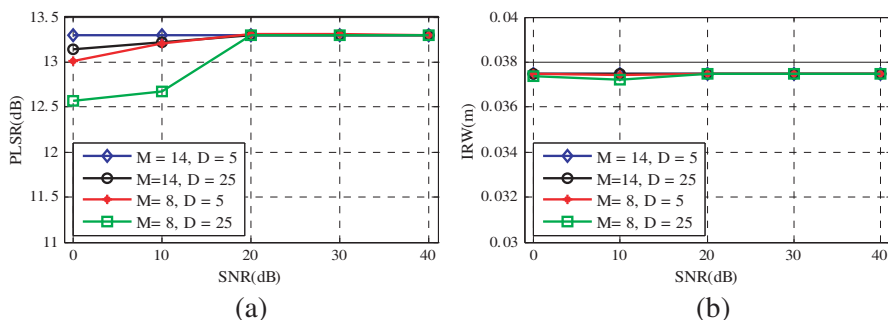 13.5
13
12.5
12
11.5
11
PLSR(dB)
M = 14, D = 5
M=14, D = 25
M= 8, D = 5
M= 8, D = 25
0 10 20 30 40
SNR(dB)
(a)
0.04
0.038
0.036
0.034
0.032
0.03
IRW(m)
M = 14, D = 5
M=14, D = 25
M= 8, D = 5
M= 8, D = 25
0 10 20 30 40
SNR(dB)
(b)